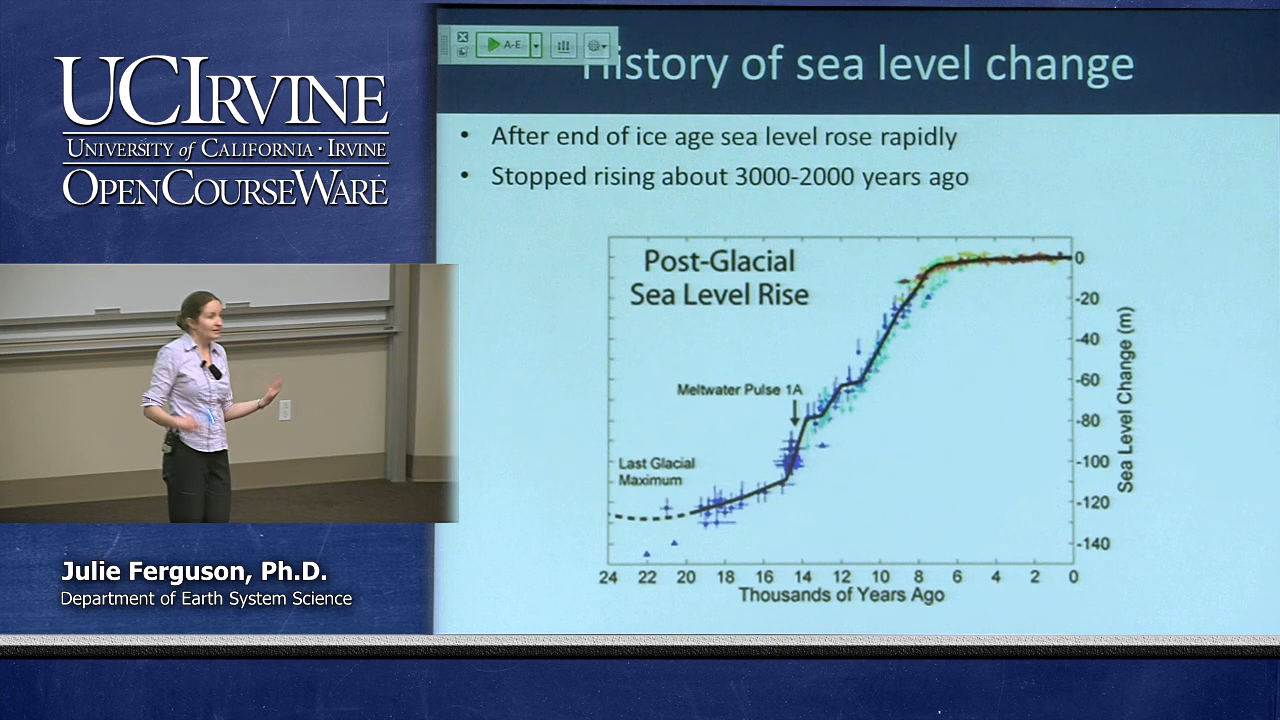 UCIRVINE
UNIVERSITY of CALIFORNIA · IRVINE
OPENCOURSEWARE
A-E
History of sea level change
• After end of ice age sea level rose rapidly
• Stopped rising about 3000-2000 years ago
Post-Glacial
Sea Level Rise
Meltwater Pulse 1A
Last Glacial
Maximum
0
-20
-40
-60
-80
-100
-120
-140
Sea Level Change (m)
24 22 20 18 16 14 12 10 8 6 4 2 0
Thousands of Years Ago
Julie Ferguson, Ph.D.
Department of Earth System Science